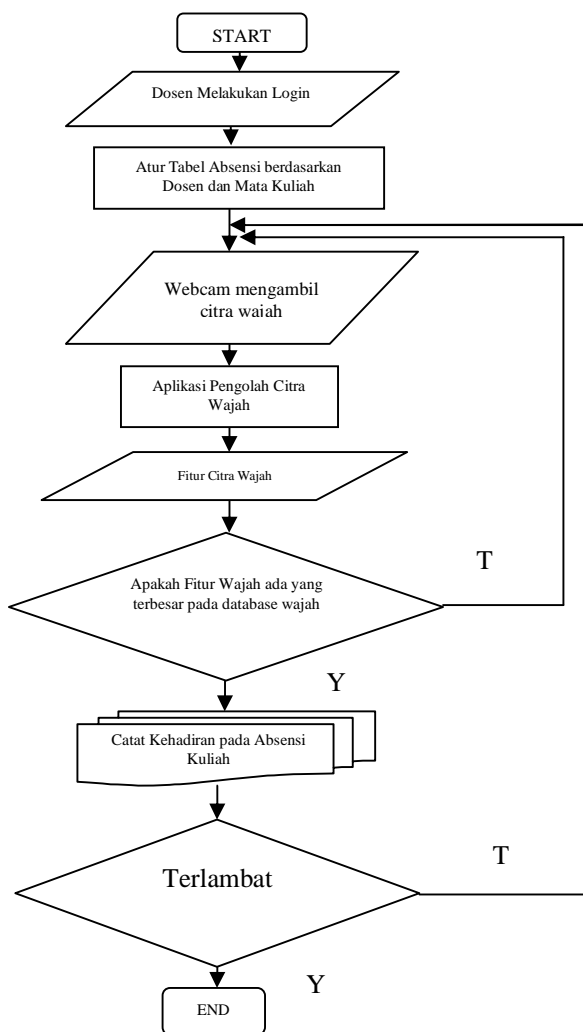 START
Dosen Melakukan Login
Atur Tabel Absensi berdasarkan
Dosen dan Mata Kuliah
Webcam mengambil
citra waiah
Aplikasi Pengolah Citra
Wajah
Fitur Citra Wajah
T
Apakah Fitur Wajah ada yang
terbesar pada database wajah
Y
Catat Kehadiran pada Absensi
Kuliah
T
Terlambat
Y
END